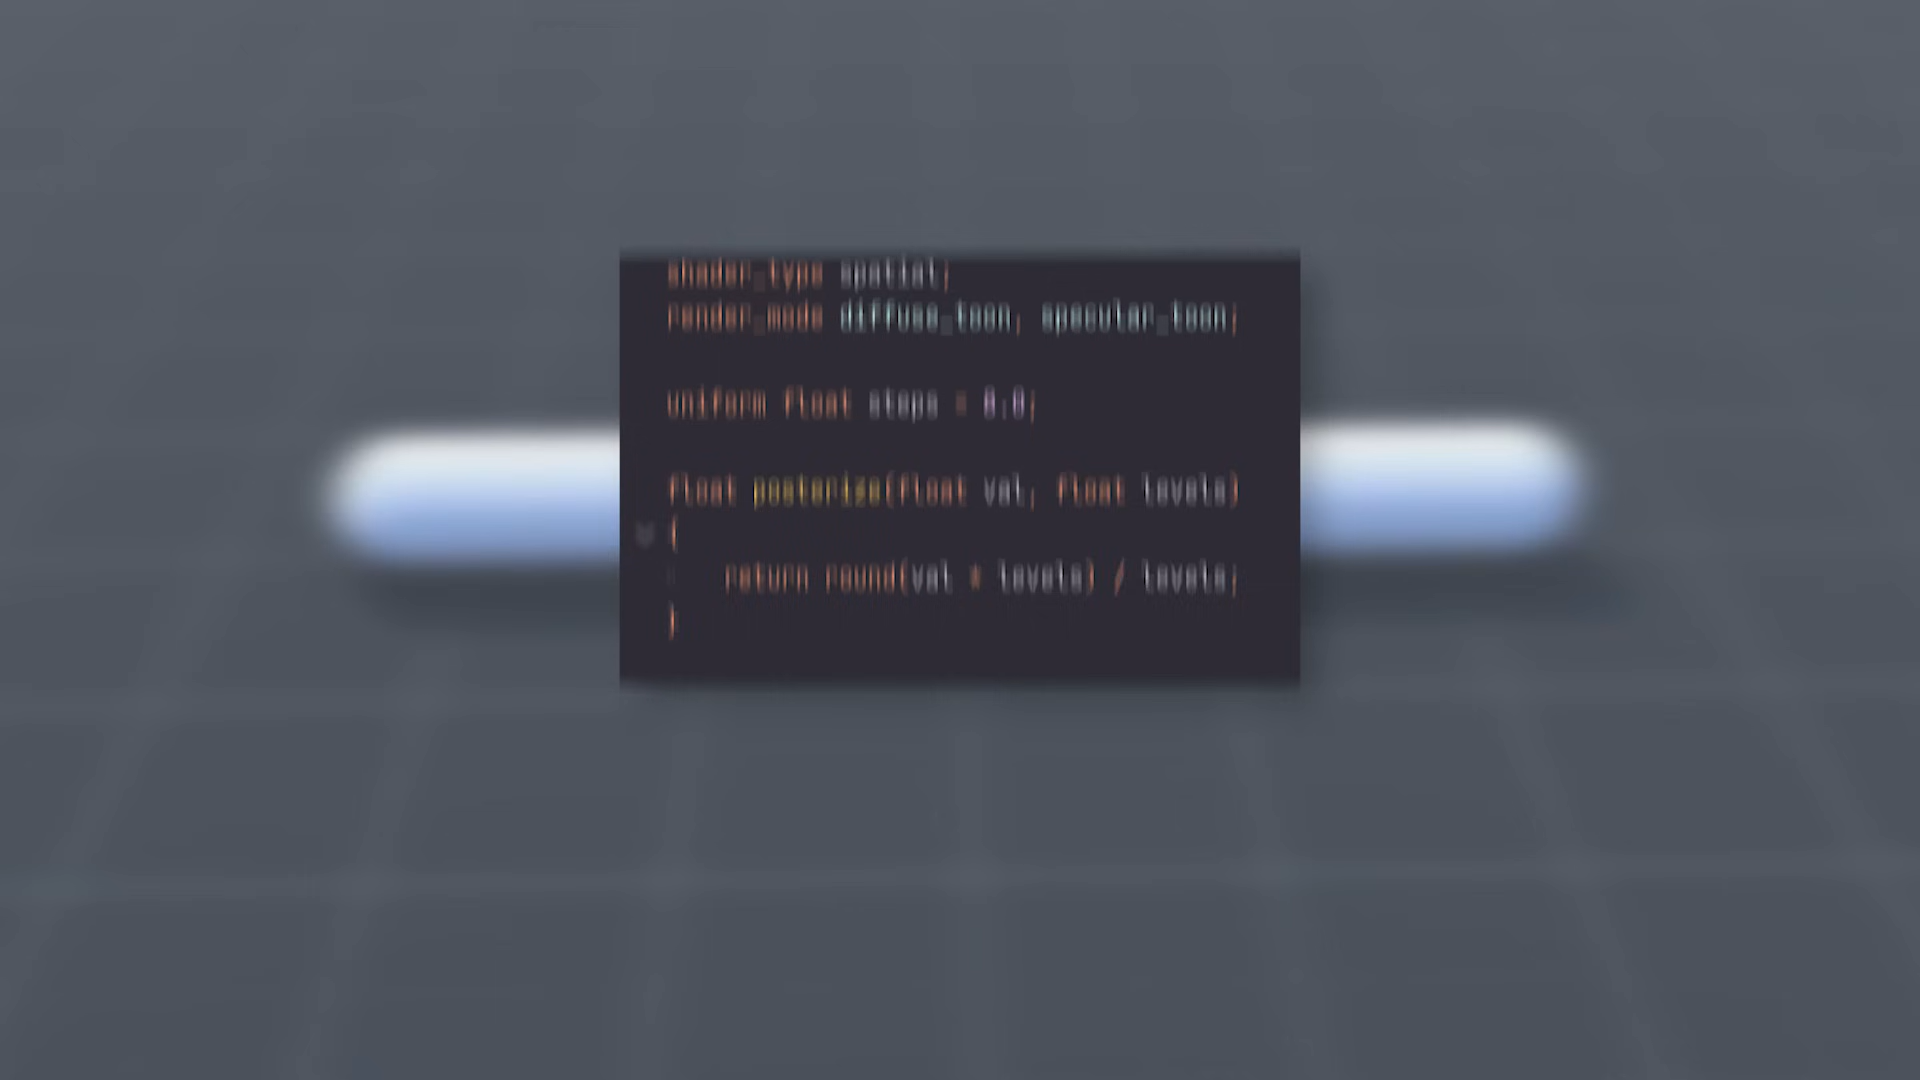 shader_type spatial;
render_mode diffuse_toon, specular_toon;
uniform float steps = 8.0;
float posterize(float val, float levels)
{
return round(val * levels) / levels;
}